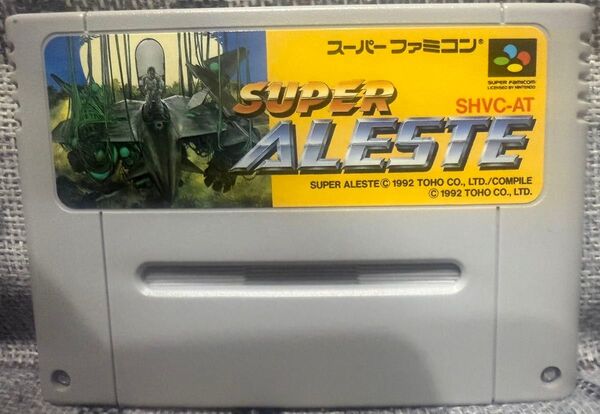 スーパーファミコン®
SUPER FAMICOM
LICENSED BY NINTENDO
SUPER
SHVC-AT
ALESTE
SUPER ALESTE © 1992 TOHO CO., LTD./COMPILE
© 1992 TOHO CO., LTD.